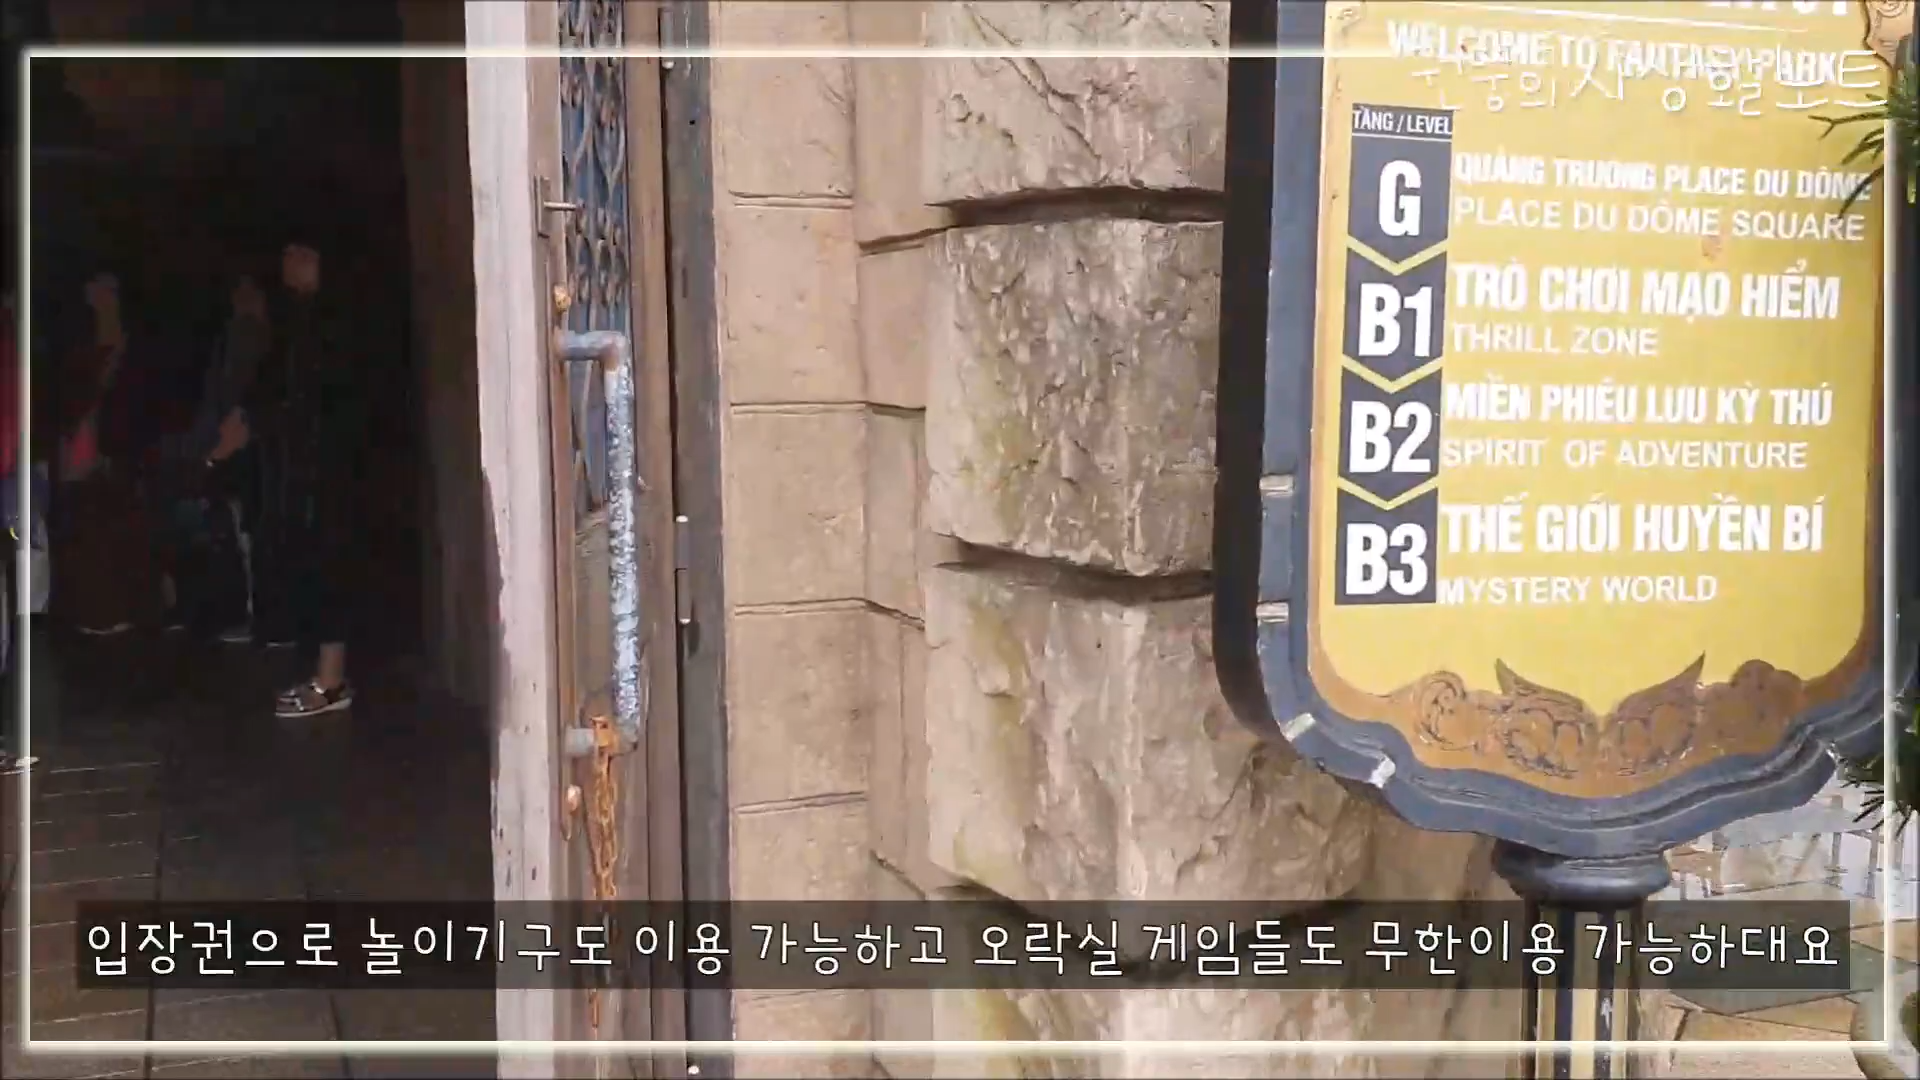 WELCOME TO FANTASY PARK
TẦNG / LEVEL
G
QUẢNG TRƯỜNG PLACE DU DÔME
PLACE DU DÔME SQUARE
B1
TRÒ CHƠI MẠO HIỂM
THRILL ZONE
B2
MIỀN PHIÊU LƯU KỲ THÚ
SPIRIT OF ADVENTURE
B3
THẾ GIỚI HUYỀN BÍ
MYSTERY WORLD
입장권으로 놀이기구도 이용 가능하고 오락실 게임들도 무한이용 가능하대요